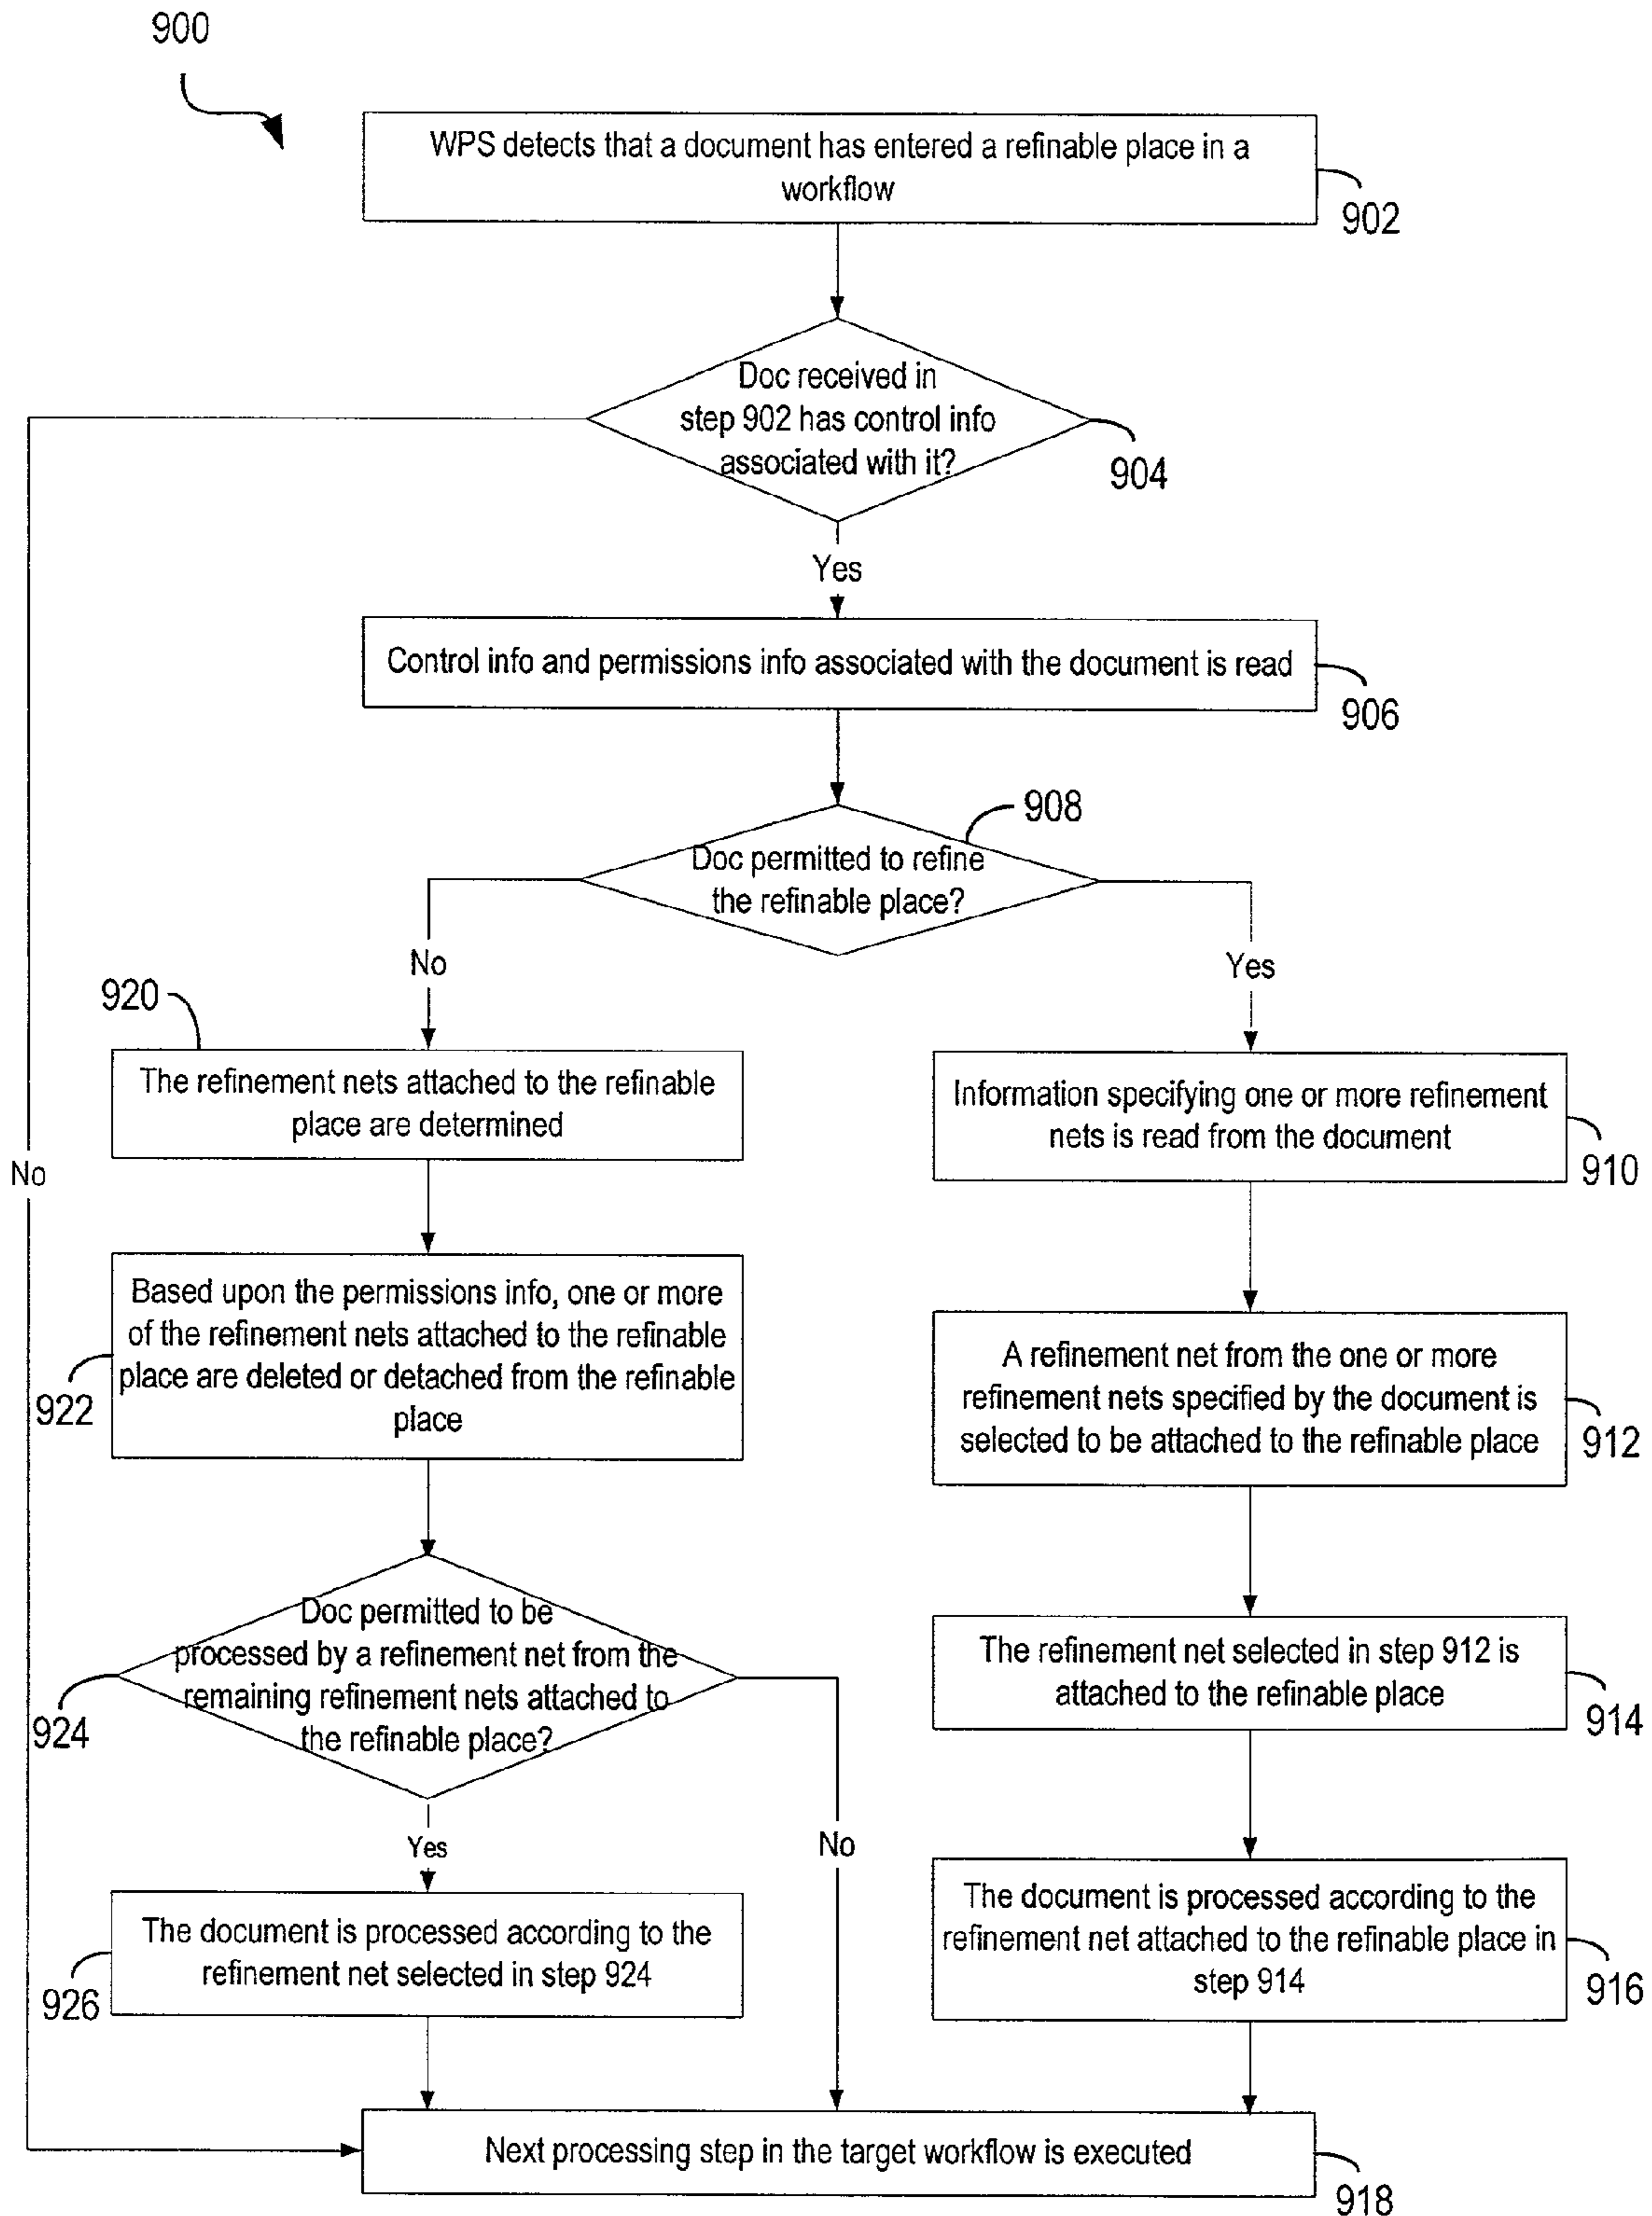 900
WPS detects that a document has entered a refinable place in a
workflow
902
Doc received in
step 902 has control info
associated with it?
904
Yes
Control info and permissions info associated with the document is read
906
908
Doc permitted to refine
the refinable place?
No
Yes
920
The refinement nets attached to the refinable
place are determined
Information specifying one or more refinement
nets is read from the document
910
No
Based upon the permissions info, one or more
of the refinement nets attached to the refinable
place are deleted or detached from the refinable
place
922
A refinement net from the one or more
refinement nets specified by the document is
selected to be attached to the refinable place
912
Doc permitted to be
processed by a refinement net from the
remaining refinement nets attached to
the refinable place?
924
The refinement net selected in step 912 is
attached to the refinable place
914
Yes
No
The document is processed according to the
refinement net selected in step 924
926
The document is processed according to the
refinement net attached to the refinable place in
step 914
916
Next processing step in the target workflow is executed
918